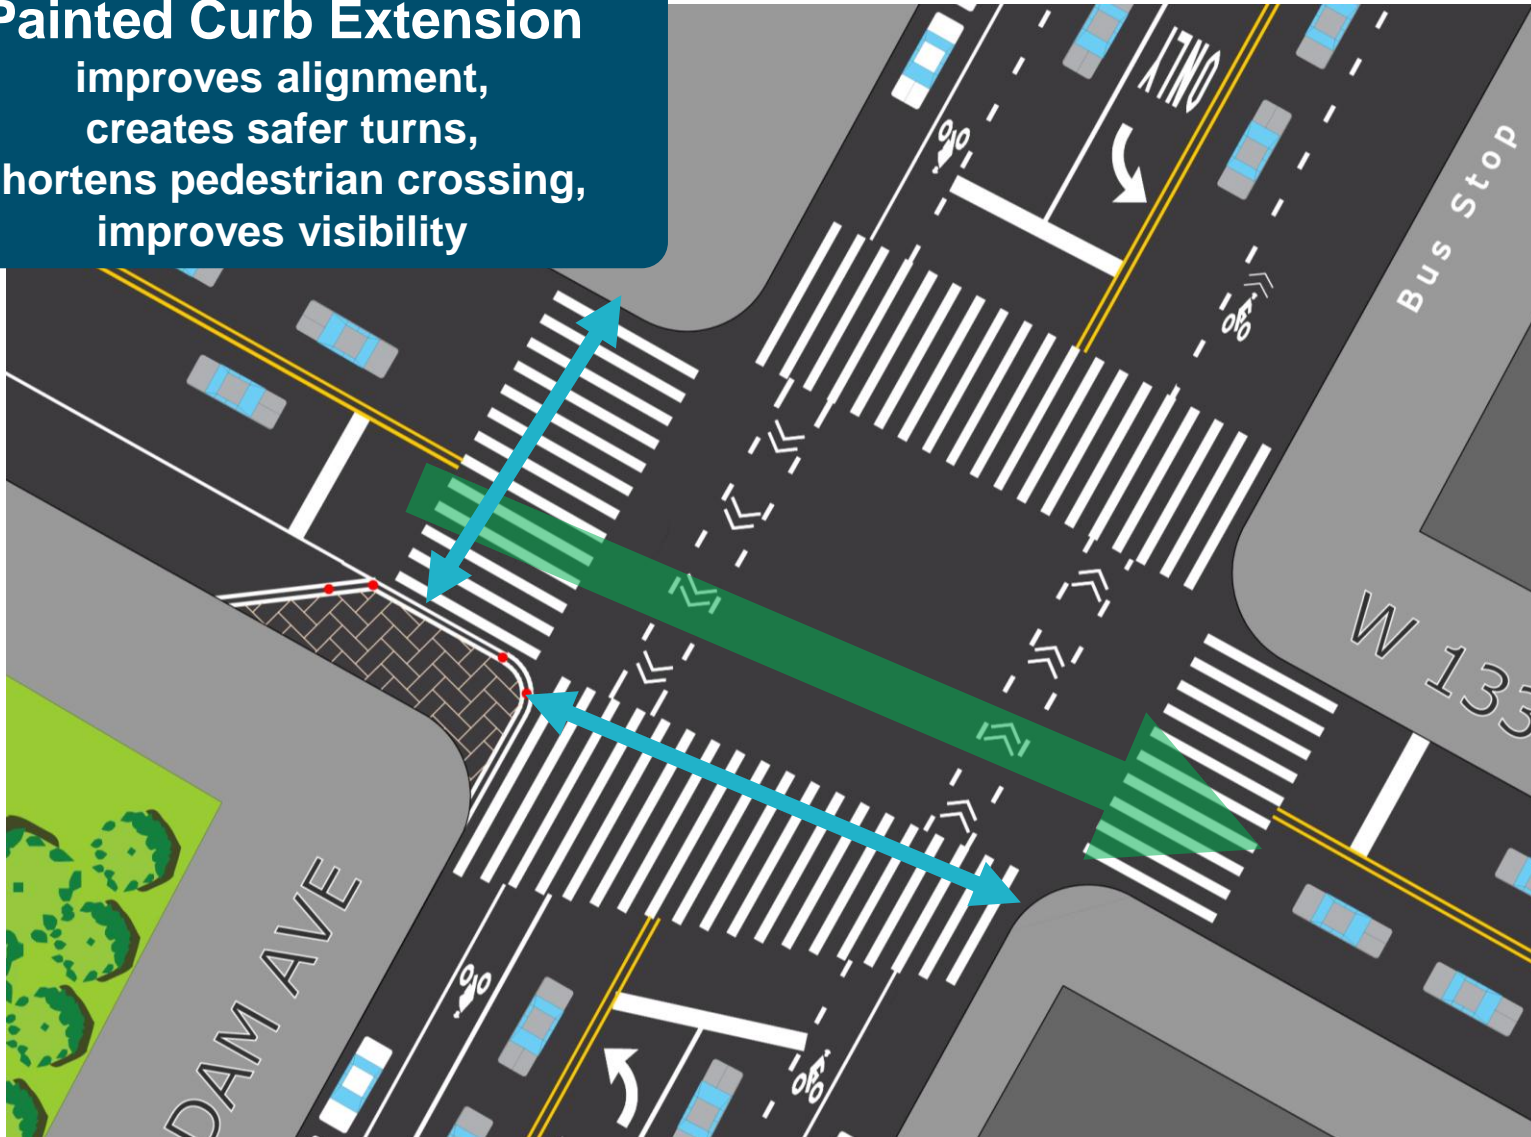 Painted Curb Extension
improves alignment,
creates safer turns,
hortens pedestrian crossing,
improves visibility
ONLY
Bus Stop
W 133
DAM AVE